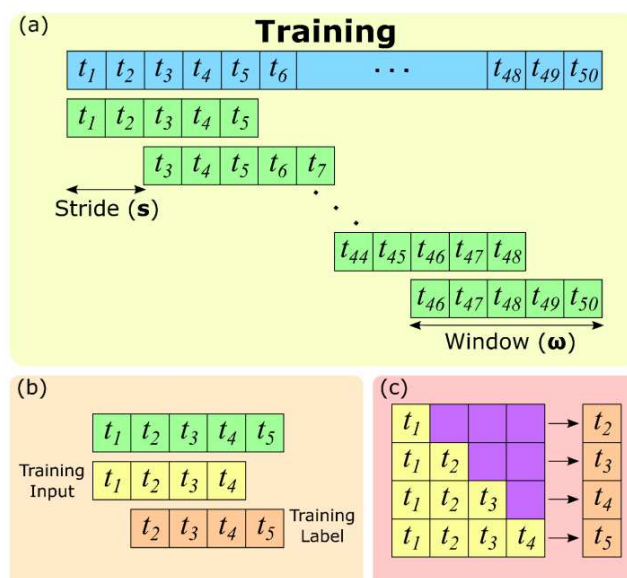 (a) Training
t1 t2 t3 t4 t5 t6 ... t48 t49 t50
t1 t2 t3 t4 t5
t3 t4 t5 t6 t7
Stride (s)
t44 t45 t46 t47 t48
t46 t47 t48 t49 t50
Window (ω)
(b)
t1 t2 t3 t4 t5
Training
Input
t1 t2 t3 t4
t2 t3 t4 t5
Training
Label
(c)
t1 t2
t1 t2 t3
t1 t2 t3 t4
t1 t2 t3 t4 t5